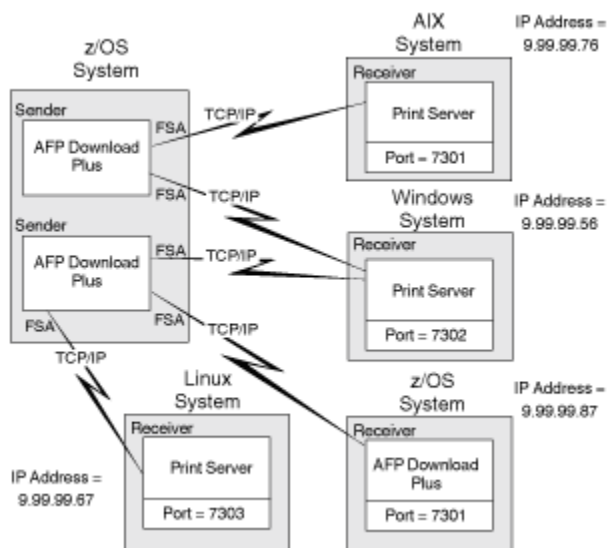 z/OS
System
Sender
AFP Download
Plus
FSA
FSA
Sender
AFP Download
Plus
FSA
FSA
FSA
TCP/IP
TCP/IP
TCP/IP
TCP/IP
TCP/IP
AIX
System
IP Address =
9.99.99.76
Receiver
Print Server
Port = 7301
Windows
System
IP Address =
9.99.99.56
Receiver
Print Server
Port = 7302
Linux
System
IP Address =
9.99.99.67
Receiver
Print Server
Port = 7303
z/OS
System
IP Address =
9.99.99.87
Receiver
AFP Download
Plus
Port = 7301